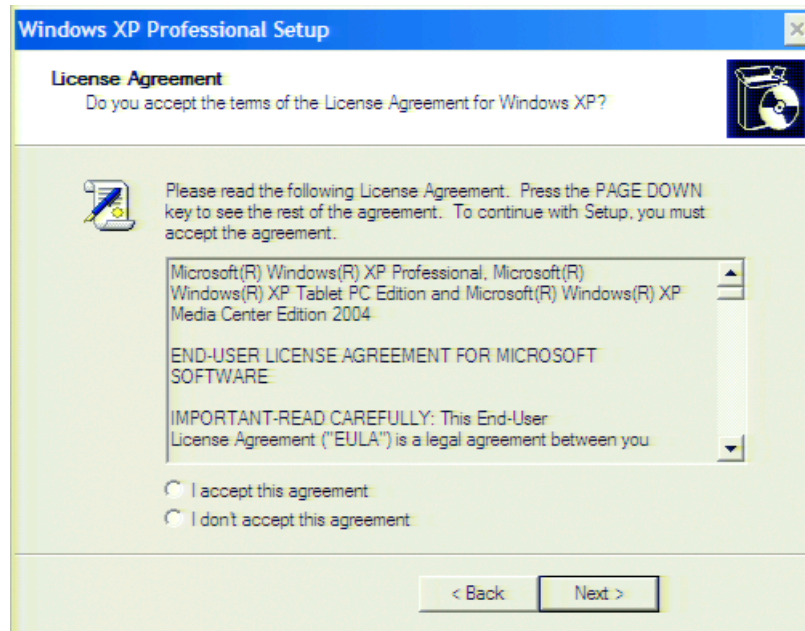 Windows XP Professional Setup
License Agreement
Do you accept the terms of the License Agreement for Windows XP?
Please read the following License Agreement. Press the PAGE DOWN
key to see the rest of the agreement. To continue with Setup, you must
accept the agreement.
Microsoft(R) Windows(R) XP Professional, Microsoft(R)
Windows(R) XP Tablet PC Edition and Microsoft(R) Windows(R) XP
Media Center Edition 2004
END-USER LICENSE AGREEMENT FOR MICROSOFT
SOFTWARE
IMPORTANT-READ CAREFULLY: This End-User
License Agreement ("EULA") is a legal agreement between you
I accept this agreement
I don't accept this agreement
< Back
Next >